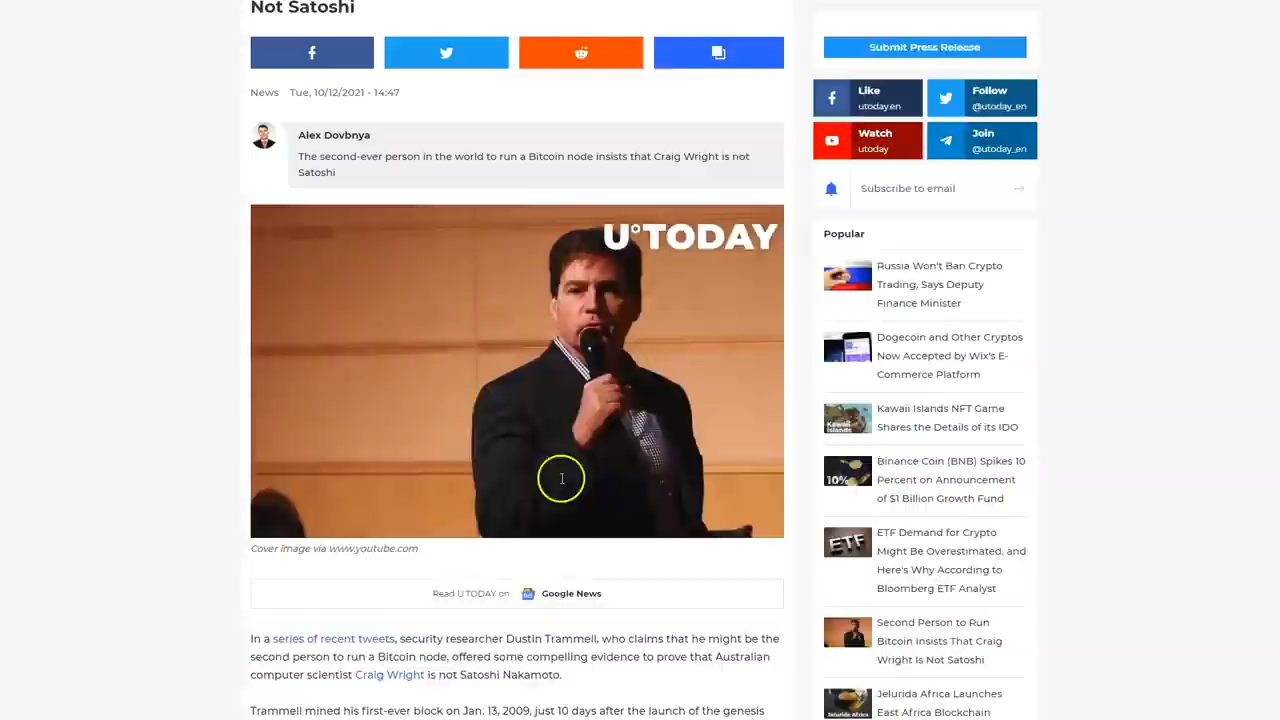 Not Satoshi
News Tue, 10/12/2021 - 14:47
Alex Dovbnya
The second-ever person in the world to run a Bitcoin node insists that Craig Wright is not
Satoshi
U°TODAY
Cover image via www.youtube.com
Read U TODAY on Google News
In a series of recent tweets, security researcher Dustin Trammell, who claims that he might be the
second person to run a Bitcoin node, offered some compelling evidence to prove that Australian
computer scientist Craig Wright is not Satoshi Nakamoto.
Trammell mined his first-ever block on Jan. 13, 2009, just 10 days after the launch of the genesis
Submit Press Release
Like
utoday.en
Follow
@utoday_en
Watch
utoday
Join
@utoday_en
Subscribe to email
Popular
Russia Won't Ban Crypto
Trading, Says Deputy
Finance Minister
Dogecoin and Other Cryptos
Now Accepted by Wix's E-
Commerce Platform
Kawaii Islands
Kawaii Islands NFT Game
Shares the Details of its IDO
10%
Binance Coin (BNB) Spikes 10
Percent on Announcement
of $1 Billion Growth Fund
ETF
ETF Demand for Crypto
Might Be Overestimated, and
Here's Why According to
Bloomberg ETF Analyst
Second Person to Run
Bitcoin Insists That Craig
Wright Is Not Satoshi
Jelurida Africa
Jelurida Africa Launches
East Africa Blockchain